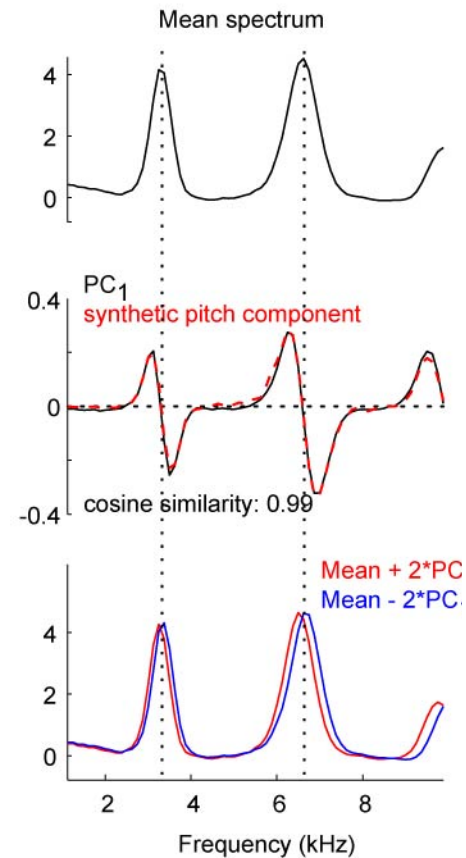 Mean spectrum
4
2
0
PC1
synthetic pitch component
0.4
0
-0.4
cosine similarity: 0.99
Mean + 2*PC
Mean - 2*PC
4
2
0
2 4 6 8
Frequency (kHz)